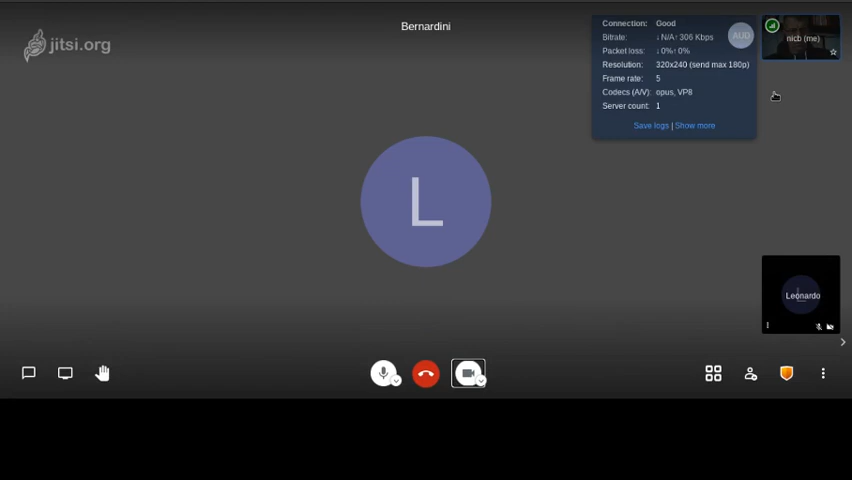 Bernardini
jitsi.org
Connection: Good
Bitrate: ↓N/A↑ 306 Kbps
Packet loss: ↓0%↑ 0%
Resolution: 320x240 (send max 180p)
Frame rate: 5
Codecs (A/V): opus, VP8
Server count: 1
Save logs | Show more
AUD
nicb (me)
L
Leonardo